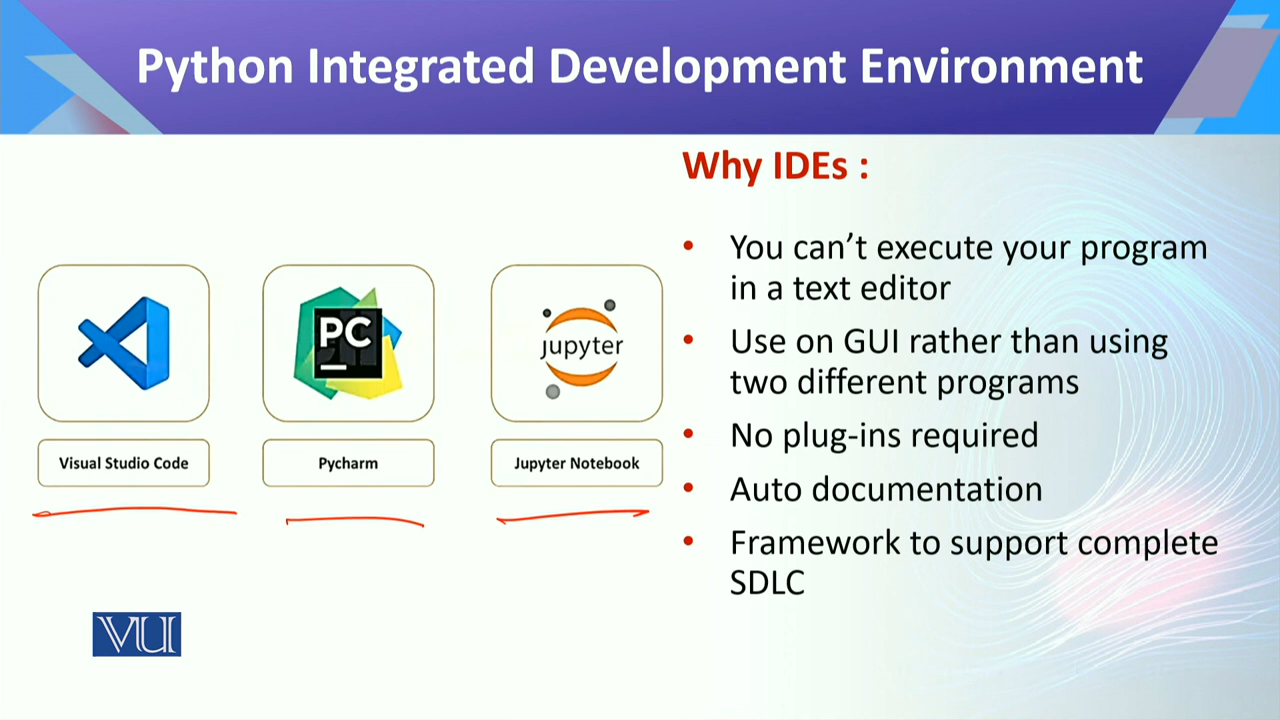 Python Integrated Development Environment
Why IDEs :
• You can’t execute your program
in a text editor
• Use on GUI rather than using
two different programs
• No plug-ins required
• Auto documentation
• Framework to support complete
SDLC
PC
jupyter
Visual Studio Code
Pycharm
Jupyter Notebook
VU